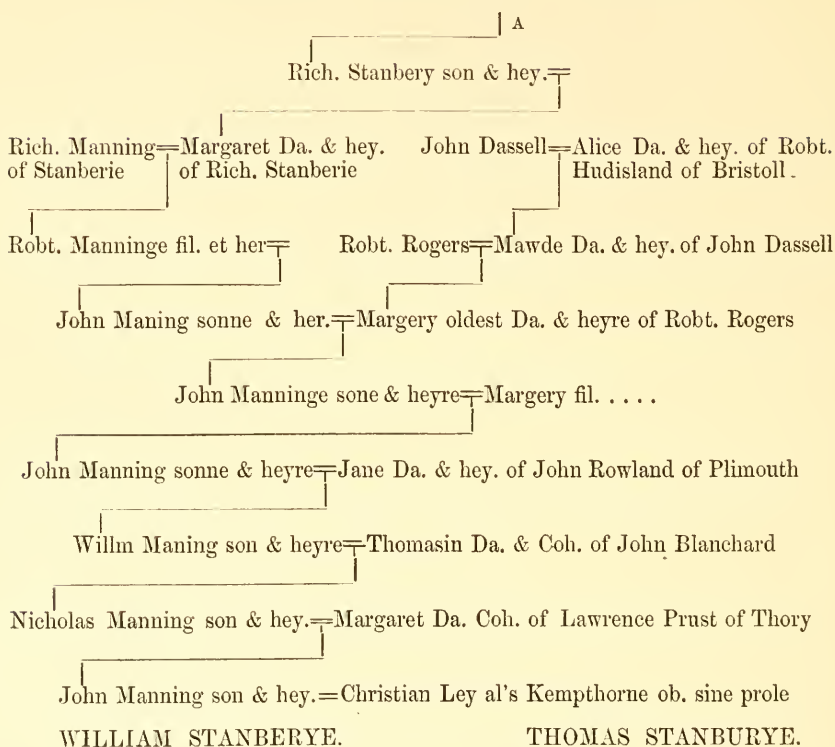 A
Rich. Stanbery son & hey.
Rich. Manning=Margaret Da. & hey. John Dassell=Alice Da. & hey. of Robt.
of Stanberie of Rich. Stanberie Hudisland of Bristoll.
Robt. Manninge fil. et her= Robt. Rogers=Mawde Da. & hey. of John Dassell
John Maning sonne & her.=Margery oldest Da. & heyre of Robt. Rogers
John Manninge sone & heyre=Margery fil. . . . .
John Manning sonne & heyre=Jane Da. & hey. of John Rowland of Plimouth
Willm Maning son & heyre=Thomasin Da. & Coh. of John Blanchard
Nicholas Manning son & hey.=Margaret Da. Coh. of Lawrence Prust of Thory
John Manning son & hey.=Christian Ley al's Kempthorne ob. sine prole
WILLIAM STANBERYE. THOMAS STANBURYE.